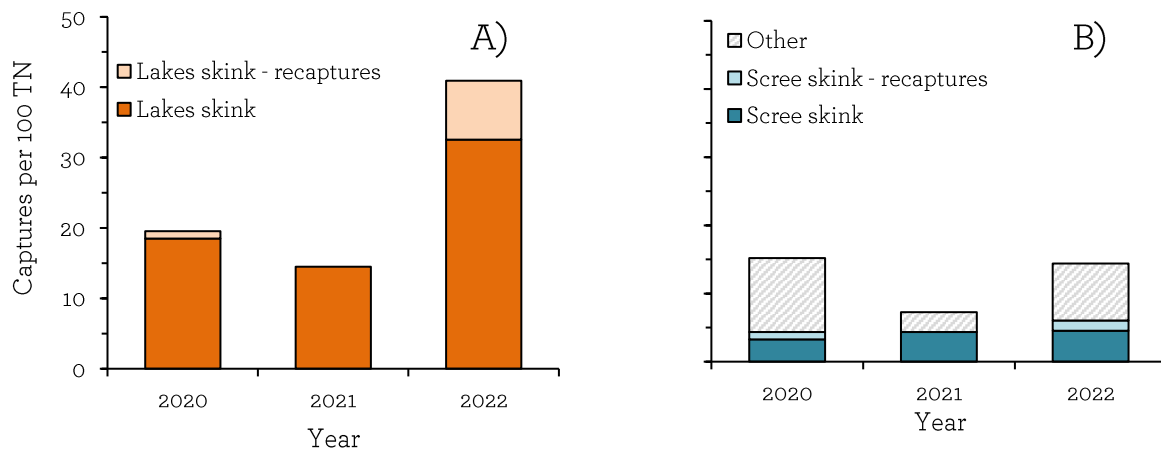 A)
Lakes skink - recaptures
Lakes skink
Captures per 100 TN
50
40
30
20
10
0
2020 2021 2022
Year
B)
Other
Scree skink - recaptures
Scree skink
2020 2021 2022
Year